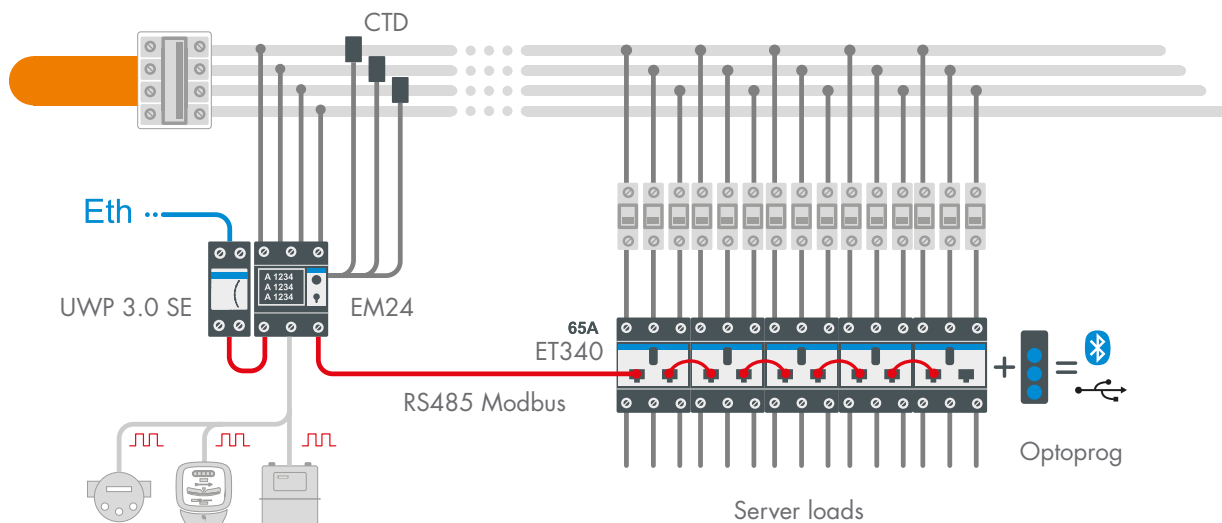 CTD
Eth
A 1234
A 1234
A 1234
UWP 3.0 SE
EM24
65A
ET340
RS485 Modbus
Optoprog
Server loads